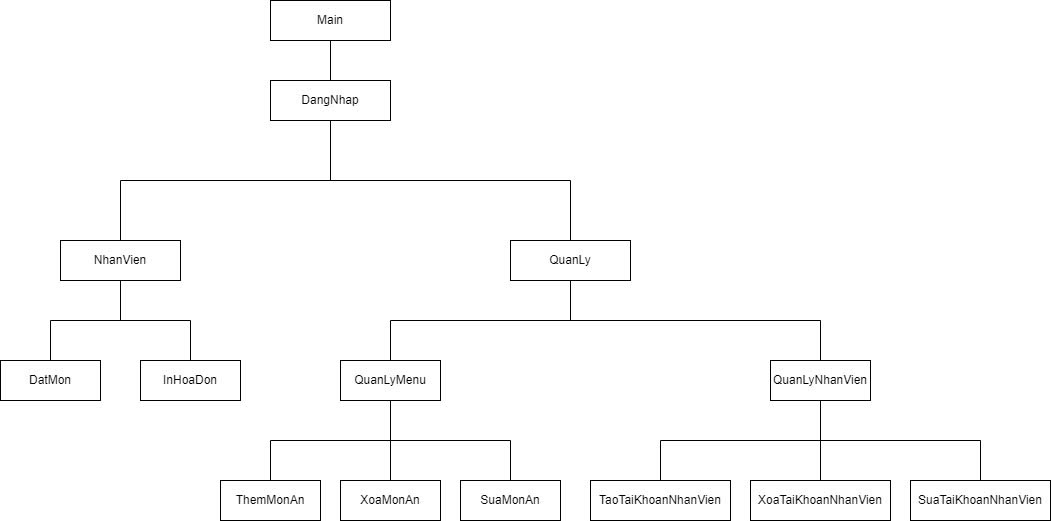 Main
DangNhap
NhanVien
QuanLy
DatMon
InHoaDon
QuanLyMenu
QuanLyNhanVien
ThemMonAn
XoaMonAn
SuaMonAn
TaoTaiKhoanNhanVien
XoaTaiKhoanNhanVien
SuaTaiKhoanNhanVien